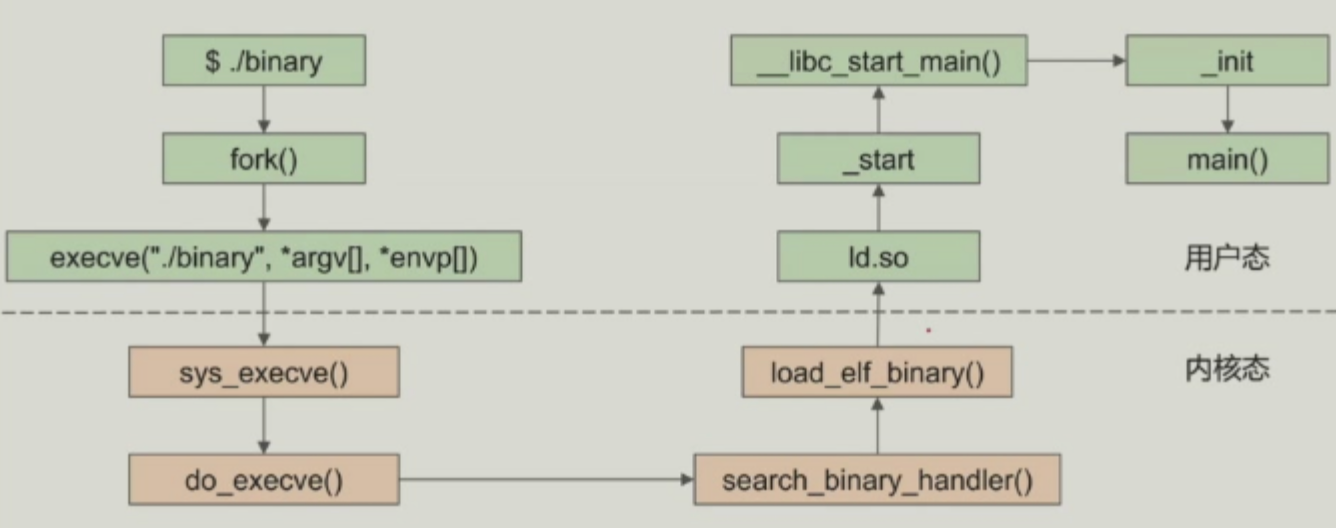 $ ./binary
fork()
execve("./binary", *argv[], *envp[])
sys_execve()
do_execve()
search_binary_handler()
load_elf_binary()
ld.so
_start
__libc_start_main()
_init
main()
用户态
内核态